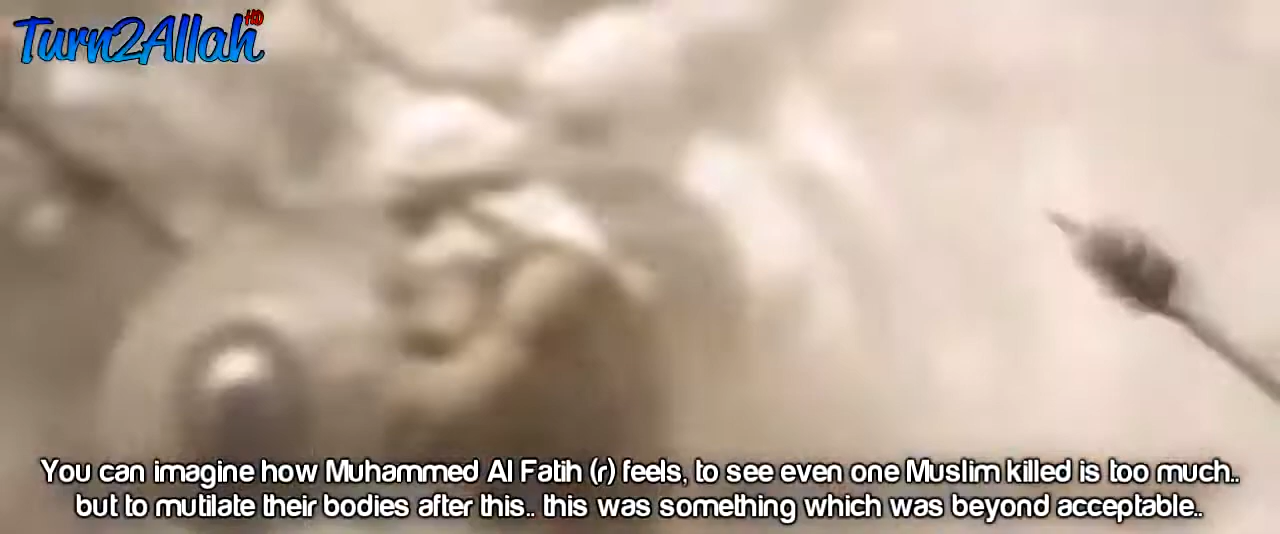 Turn2Allah HD
You can imagine how Muhammed Al Fatih (r) feels, to see even one Muslim killed is too much..
but to mutilate their bodies after this.. this was something which was beyond acceptable..